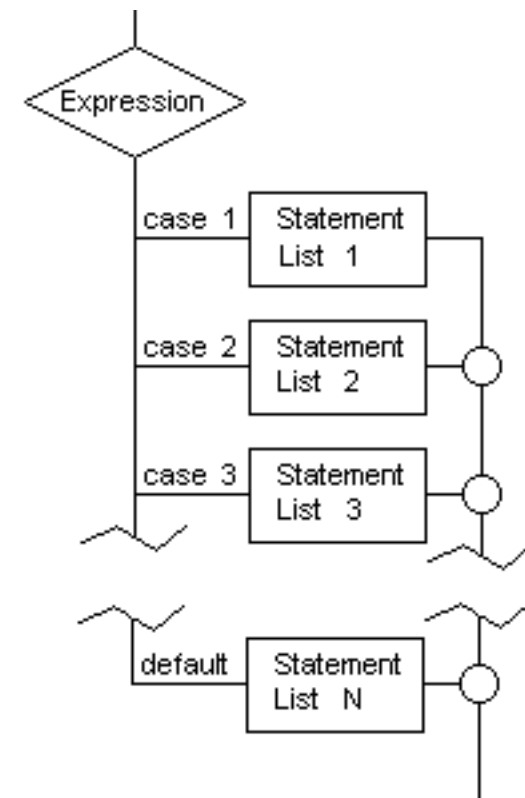 Expression
case 1
Statement
List 1
case 2
Statement
List 2
case 3
Statement
List 3
default
Statement
List N